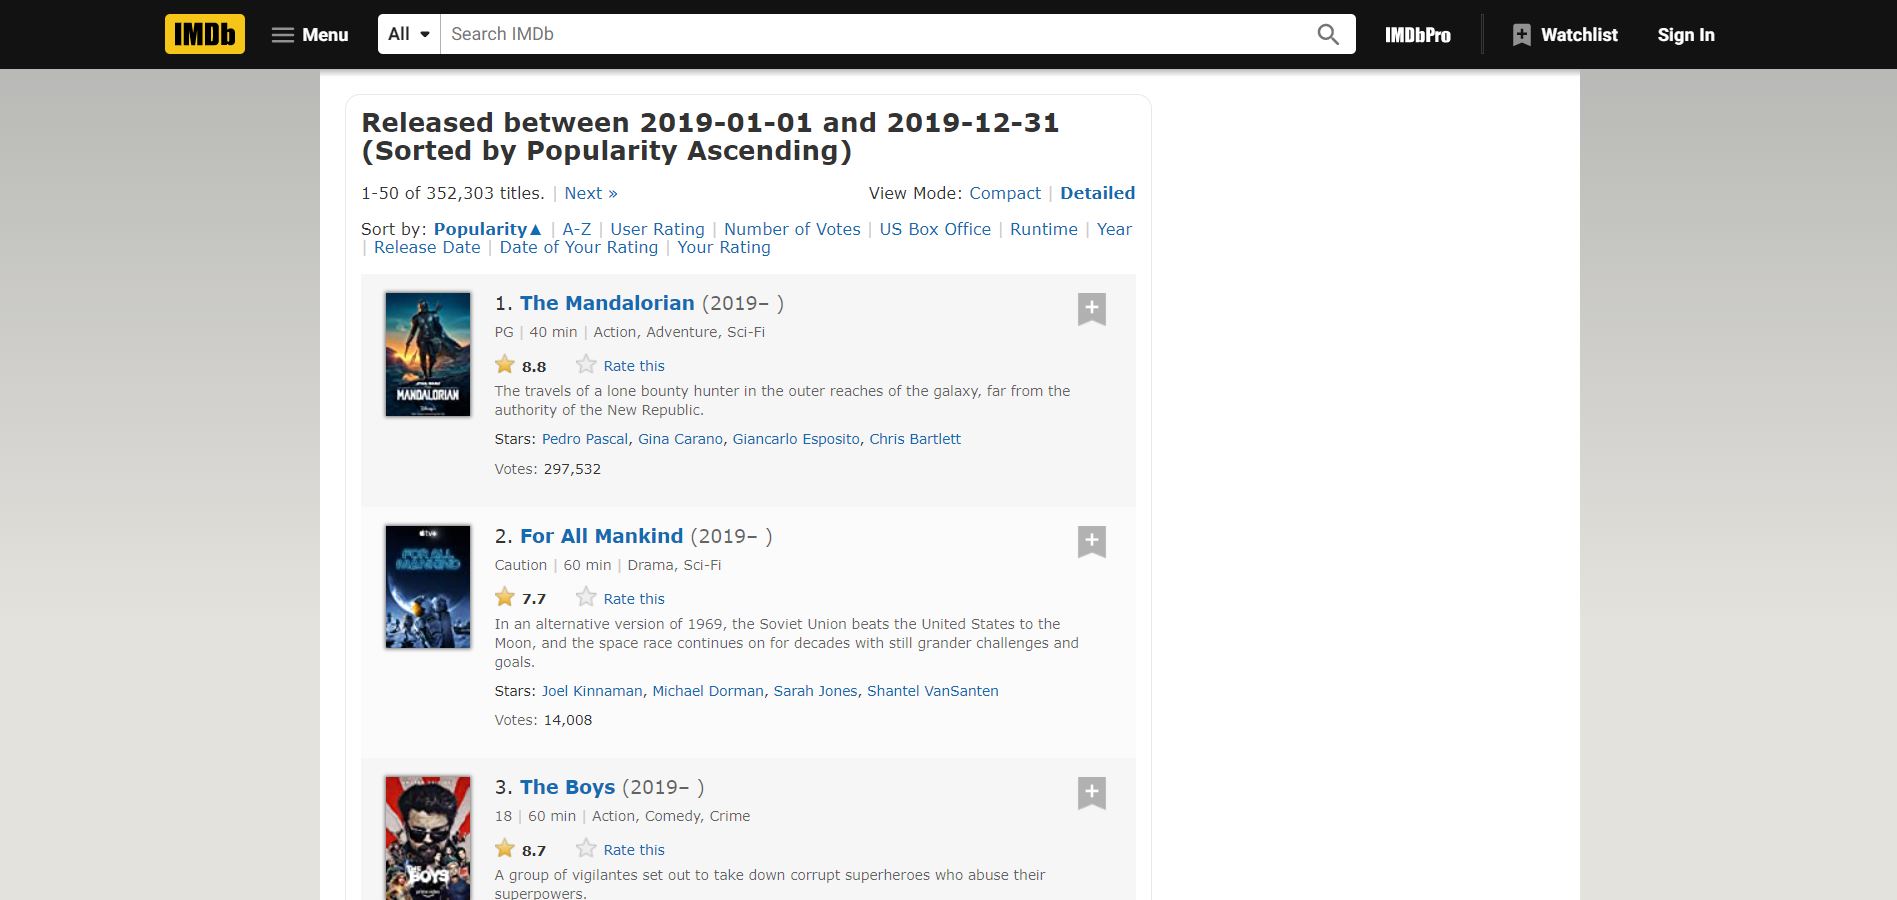 IMDb Menu All Search IMDb IMDbPro Watchlist Sign In
Released between 2019-01-01 and 2019-12-31
(Sorted by Popularity Ascending)
1-50 of 352,303 titles. | Next » View Mode: Compact | Detailed
Sort by: Popularity▲ | A-Z | User Rating | Number of Votes | US Box Office | Runtime | Year
| Release Date | Date of Your Rating | Your Rating
1. The Mandalorian (2019– )
PG | 40 min | Action, Adventure, Sci-Fi
8.8 Rate this
The travels of a lone bounty hunter in the outer reaches of the galaxy, far from the
authority of the New Republic.
Stars: Pedro Pascal, Gina Carano, Giancarlo Esposito, Chris Bartlett
Votes: 297,532
STAR WARS
MANDALORIAN
Disney+
2. For All Mankind (2019– )
Caution | 60 min | Drama, Sci-Fi
7.7 Rate this
In an alternative version of 1969, the Soviet Union beats the United States to the
Moon, and the space race continues on for decades with still grander challenges and
goals.
Stars: Joel Kinnaman, Michael Dorman, Sarah Jones, Shantel VanSanten
Votes: 14,008
tv+
FOR ALL
MANKIND
3. The Boys (2019– )
18 | 60 min | Action, Comedy, Crime
8.7 Rate this
A group of vigilantes set out to take down corrupt superheroes who abuse their
superpowers.
THE
BOYS
prime video